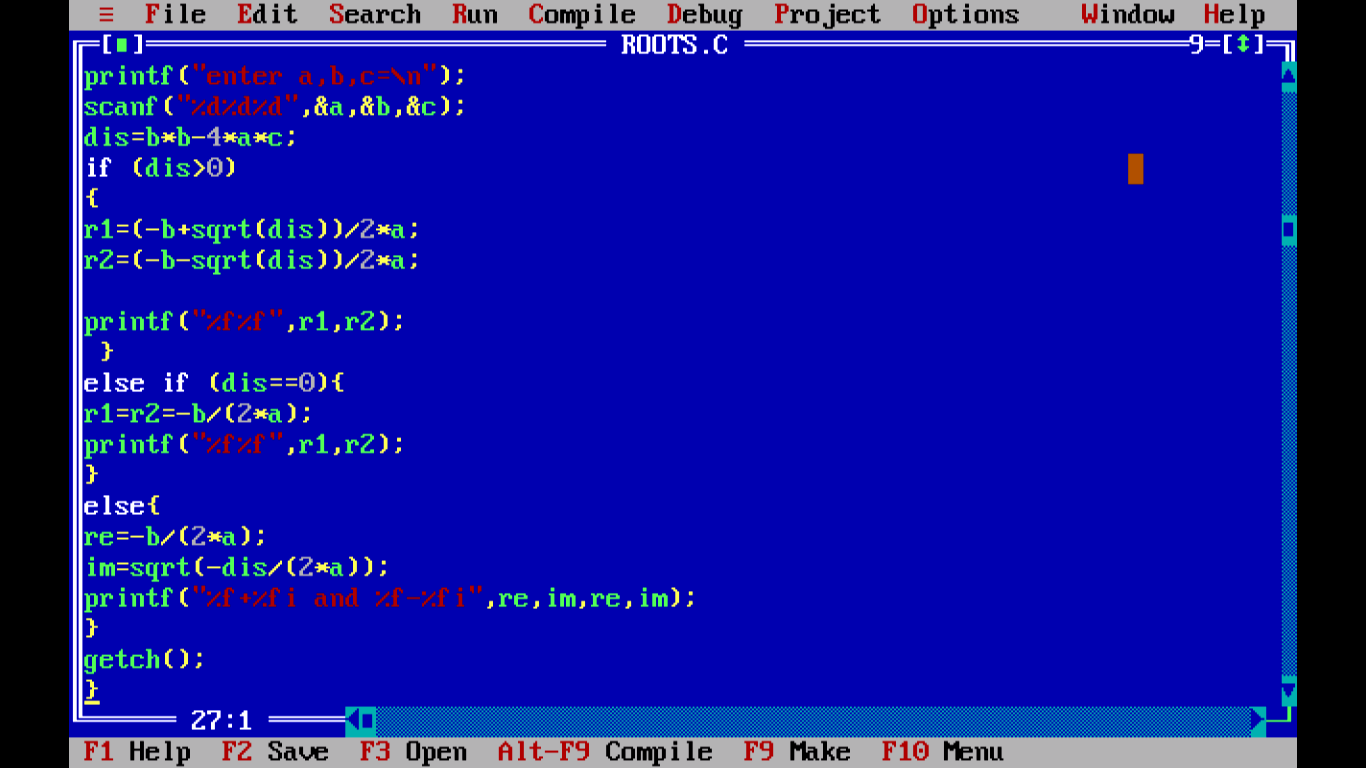 ≡ File Edit Search Run Compile Debug Project Options Window Help
[■] ROOTS.C 9=[↕]
printf("enter a,b,c=\n");
scanf("%d%d%d",&a,&b,&c);
dis=b*b-4*a*c;
if (dis>0)
{
r1=(-b+sqrt(dis))/2*a;
r2=(-b-sqrt(dis))/2*a;
printf("%f%f",r1,r2);
}
else if (dis==0){
r1=r2=-b/(2*a);
printf("%f%f",r1,r2);
}
else{
re=-b/(2*a);
im=sqrt(-dis/(2*a));
printf("%f+%fi and %f-%fi",re,im,re,im);
}
getch();
}
27:1
F1 Help F2 Save F3 Open Alt-F9 Compile F9 Make F10 Menu